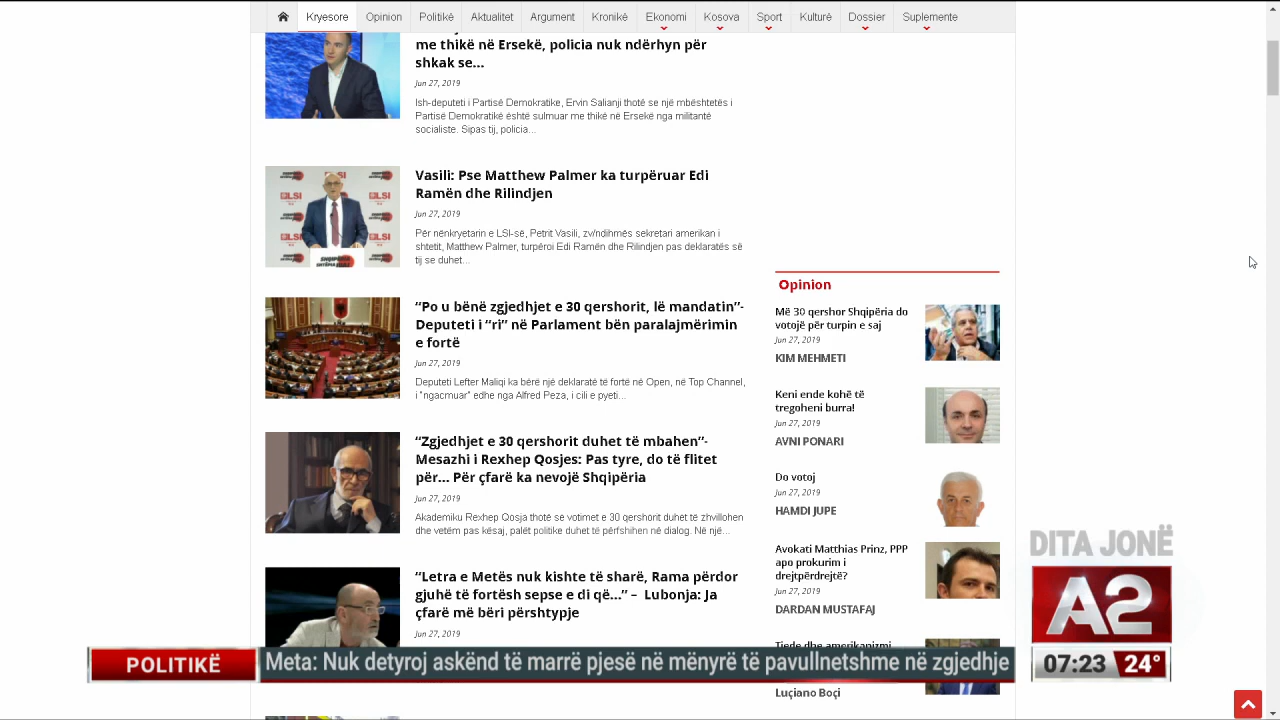 Kryesore Opinion Politikë Aktualitet Argument Kronikë Ekonomi Kosova Sport Kulturë Dossier Suplemente
me thikë në Ersekë, policia nuk ndërhyn për
shkak se...
Jun 27, 2019
Ish-deputeti i Partisë Demokratike, Ervin Salianji thotë se një mbështetës i
Partisë Demokratikë është sulmuar me thikë në Ersekë nga militantë
socialiste. Sipas tij, policia...
Vasili: Pse Matthew Palmer ka turpëruar Edi
Ramën dhe Rilindjen
Jun 27, 2019
Për nënkryetarin e LSI-së, Petrit Vasili, zv/ndihmës sekretari amerikan i
shtetit, Matthew Palmer, turpëroi Edi Ramën dhe Rilindjen pas deklaratës së
tij se duhet...
“Po u bënë zgjedhjet e 30 qershorit, lë mandatin”-
Deputeti i “ri” në Parlament bën paralajmërimin
e fortë
Jun 27, 2019
Deputeti Lefter Maliqi ka bërë një deklaratë të fortë në Open, në Top Channel,
i “ngacmuar” edhe nga Alfred Peza, i cili e pyeti...
“Zgjedhjet e 30 qershorit duhet të mbahen”-
Mesazhi i Rexhep Qosjes: Pas tyre, do të flitet
për... Për çfarë ka nevojë Shqipëria
Jun 27, 2019
Akademiku Rexhep Qosja thotë se votimet e 30 qershorit duhet të zhvillohen
dhe vetëm pas kësaj, palët politike duhet të përfshihen në dialog. Në një...
“Letra e Metës nuk kishte të sharë, Rama përdor
gjuhë të fortësh sepse e di që...” – Lubonja: Ja
çfarë më bëri përshtypje
Jun 27, 2019
Opinion
Më 30 qershor Shqipëria do
votojë për turpin e saj
Jun 27, 2019
KIM MEHMETI
Keni ende kohë të
tregoheni burra!
Jun 27, 2019
AVNI PONARI
Do votoj
Jun 27, 2019
HAMDI JUPE
Avokati Matthias Prinz, PPP
apo prokurim i
drejtpërdrejtë?
Jun 27, 2019
DARDAN MUSTAFAJ
Tjede dhe amerikanizmi
Luçiano Boçi
DITA JONË
A2
07:23 24°
POLITIKË
Meta: Nuk detyroj askënd të marrë pjesë në mënyrë të pavullnetshme në zgjedhje